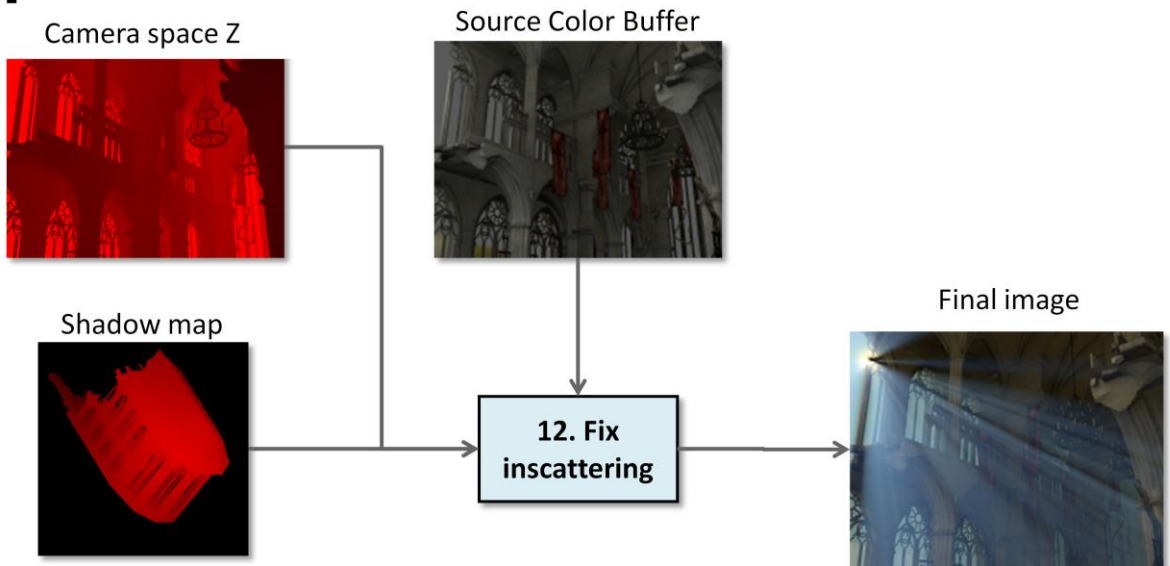 Camera space Z
Source Color Buffer
Shadow map
Final image
12. Fix
inscattering